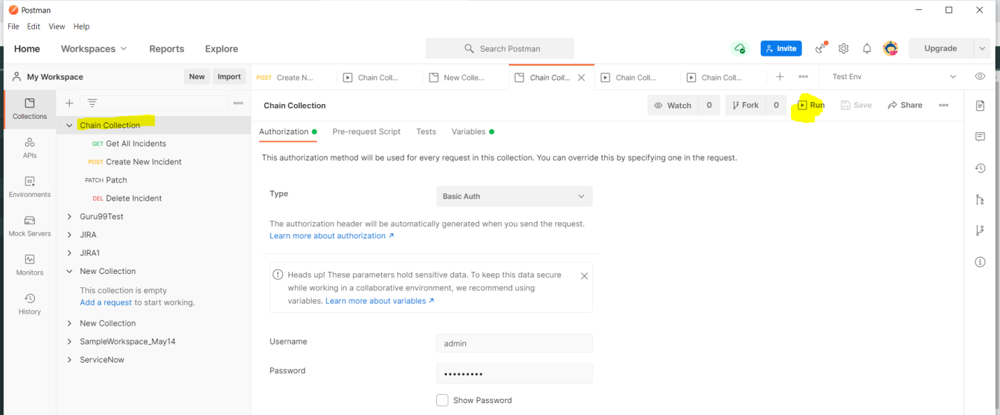 Postman
File Edit View Help
Home Workspaces Reports Explore Search Postman Invite Upgrade
My Workspace New Import POST Create N... Chain Coll... New Colle... Chain Coll... Chain Coll... Chain Coll... Test Env
Collections
APIs
Environments
Mock Servers
Monitors
History
Chain Collection
GET Get All Incidents
POST Create New Incident
PATCH Patch
DEL Delete Incident
Guru99Test
JIRA
JIRA1
New Collection
This collection is empty
Add a request to start working.
New Collection
SampleWorkspace_May14
ServiceNow
Chain Collection Watch 0 Fork 0 Run Save Share
Authorization Pre-request Script Tests Variables
This authorization method will be used for every request in this collection. You can override this by specifying one in the request.
Type Basic Auth
The authorization header will be automatically generated when you send the request.
Learn more about authorization ↗
Heads up! These parameters hold sensitive data. To keep this data secure
while working in a collaborative environment, we recommend using
variables. Learn more about variables ↗
Username admin
Password •••••••••
Show Password